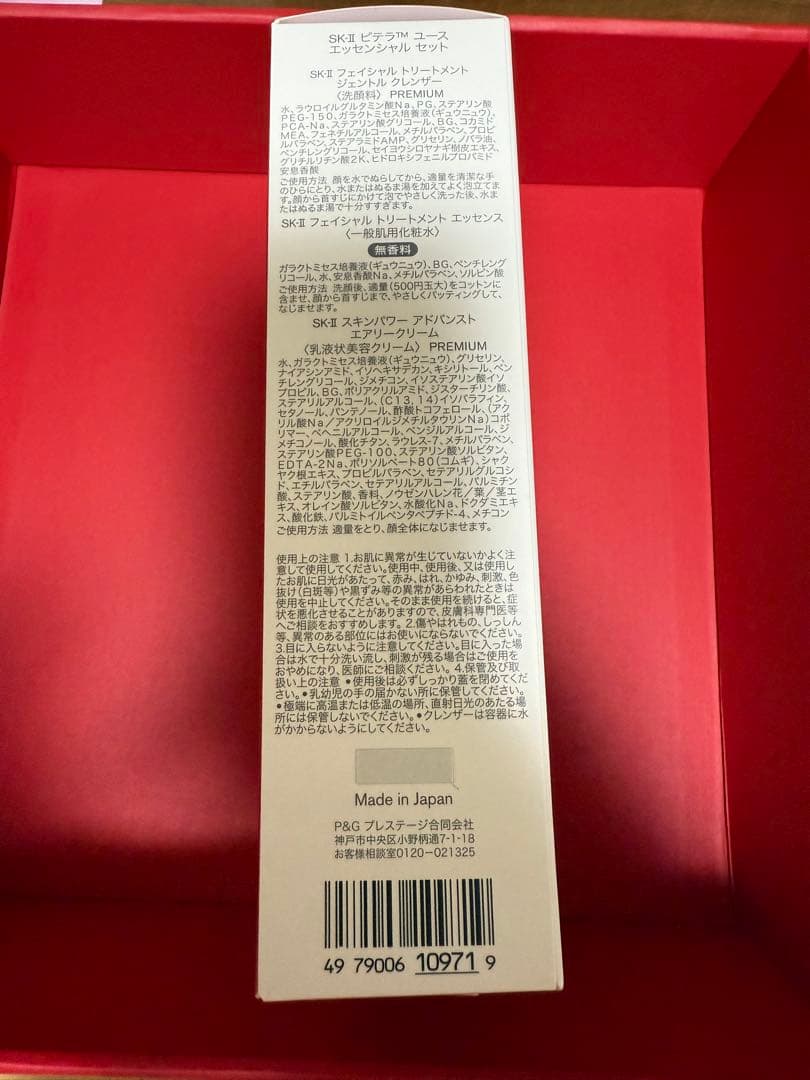 SK-II ピテラ™ ユース
エッセンシャル セット
SK-II フェイシャル トリートメント
ジェントル クレンザー
〈洗顔料〉 PREMIUM
水、ラウロイルグルタミン酸Na、PG、ステアリン酸
PEG-150、ガラクトミセス培養液(ギュウニュウ)、
PCA-Na、ステアリン酸グリコール、BG、コカミド
MEA、フェネチルアルコール、メチルパラベン、プロピ
ルパラベン、ステアラミドAMP、グリセリン、ノバラ油、
ペンチレングリコール、セイヨウシロヤナギ樹皮エキス、
グリチルリチン酸2K、ヒドロキシフェニルプロパミド
安息香酸
ご使用方法 顔を水でぬらしてから、適量を清潔な手
のひらにとり、水またはぬるま湯を加えてよく泡立てま
す。顔から首すじにかけて泡でやさしく洗った後、水ま
たはぬるま湯で十分すすぎます。
SK-II フェイシャル トリートメント エッセンス
〈一般肌用化粧水〉
無香料
ガラクトミセス培養液(ギュウニュウ)、BG、ペンチレング
リコール、水、安息香酸Na、メチルパラベン、ソルビン酸
ご使用方法 洗顔後、適量(500円玉大)をコットンに
含ませ、顔から首すじまで、やさしくパッティングして、
なじませます。
SK-II スキンパワー アドバンスト
エアリークリーム
〈乳液状美容クリーム〉 PREMIUM
水、ガラクトミセス培養液(ギュウニュウ)、グリセリン、
ナイアシンアミド、イソヘキサデカン、キシリトール、ペン
チレングリコール、ジメチコン、イソステアリン酸イソ
プロピル、BG、ポリアクリルアミド、ジスターチリン酸、
ステアリルアルコール、(C13,14)イソパラフィン、
セタノール、パンテノール、酢酸トコフェロール、(アク
リル酸Na/アクリロイルジメチルタウリンNa)コポ
リマー、ベヘニルアルコール、ベンジルアルコール、ジ
メチコノール、酸化チタン、ラウレス-7、メチルパラベン、
ステアリン酸PEG-100、ステアリン酸ソルビタン、
EDTA-2Na、ポリソルベート80(コムギ)、シャク
ヤク根エキス、プロピルパラベン、セテアリルグルコシ
ド、エチルパラベン、セテアリルアルコール、パルミチン
酸、ステアリン酸、香料、ノウゼンハレン花/葉/茎エ
キス、オレイン酸ソルビタン、水酸化Na、ドクダミエキ
ス、酸化鉄、パルミトイルペンタペプチド-4、メチコン
ご使用方法 適量をとり、顔全体になじませます。
使用上の注意 1.お肌に異常が生じていないかよく注
意して使用してください。使用中、使用後、又は使用し
たお肌に日光があたって、赤み、はれ、かゆみ、刺激、色
抜け(白斑等)や黒ずみ等の異常があらわれたときは
使用を中止してください。そのまま使用を続けると、症
状を悪化させることがありますので、皮膚科専門医等
へご相談をおすすめします。 2.傷やはれもの、しっしん
等、異常のある部位にはお使いにならないでください。
3.目に入らないように注意してください。目に入った場
合は水で十分洗い流し、刺激が残る場合はご使用を
おやめになり、医師にご相談ください。 4.保管及び取
扱い上の注意 ●使用後は必ずしっかり蓋を閉めてくだ
さい。●乳幼児の手の届かない所に保管してください。
●極端に高温または低温の場所、直射日光のあたる場
所には保管しないでください。●クレンザーは容器に水
がかからないようにしてください。
Made in Japan
P&G プレステージ合同会社
神戸市中央区小野柄通7-1-18
お客様相談室0120-021325
49 79006 10971 9